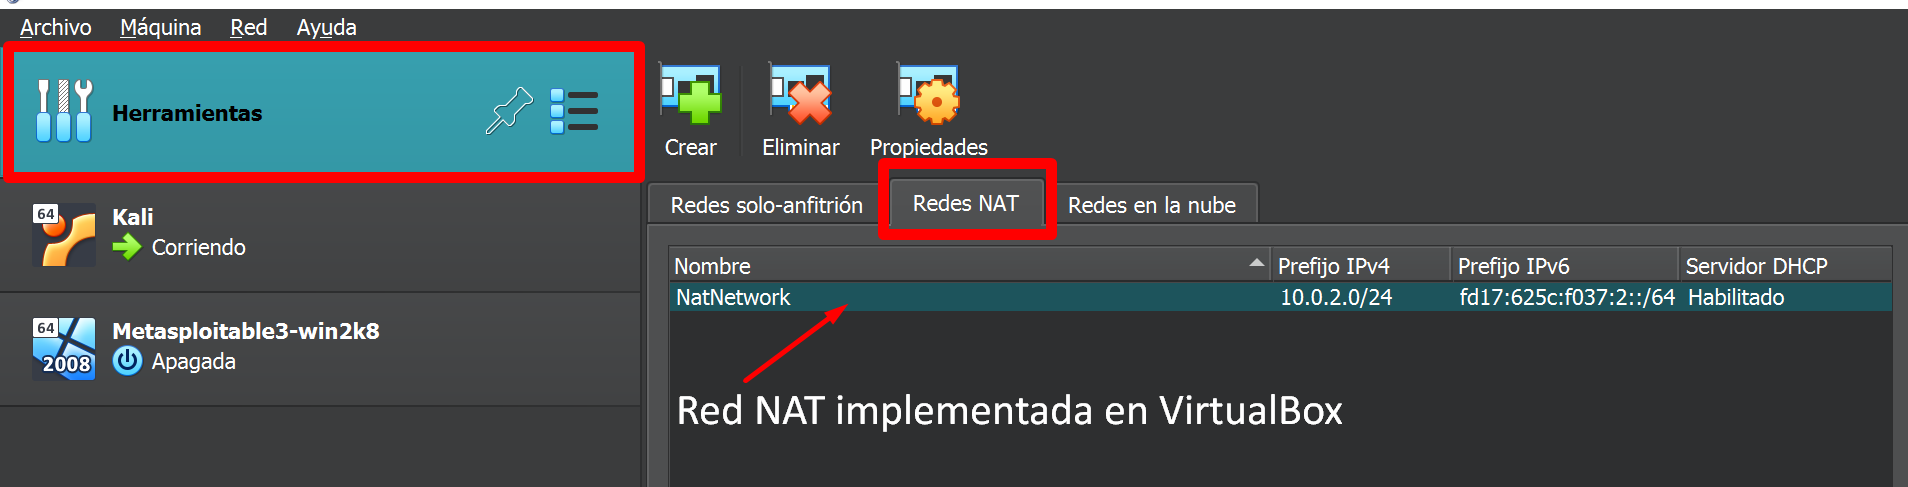 Archivo Máquina Red Ayuda
Herramientas
Crear Eliminar Propiedades
64
Kali
Corriendo
64
2008
Metasploitable3-win2k8
Apagada
Redes solo-anfitrión Redes NAT Redes en la nube
Nombre Prefijo IPv4 Prefijo IPv6 Servidor DHCP
NatNetwork 10.0.2.0/24 fd17:625c:f037:2::/64 Habilitado
Red NAT implementada en VirtualBox